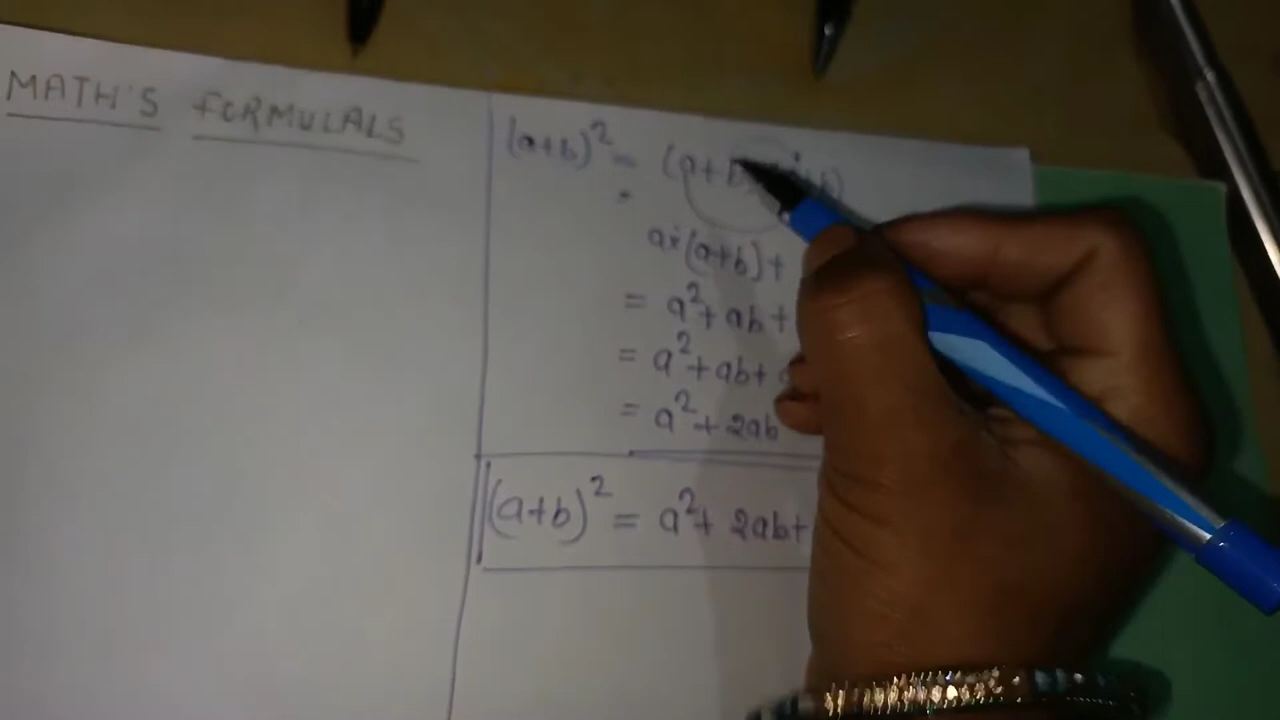 MATH'S FORMULALS
(a+b)² = (a+b
a×(a+b)+
= a²+ab+
= a²+ab+
= a²+2ab
(a+b)² = a²+2ab+